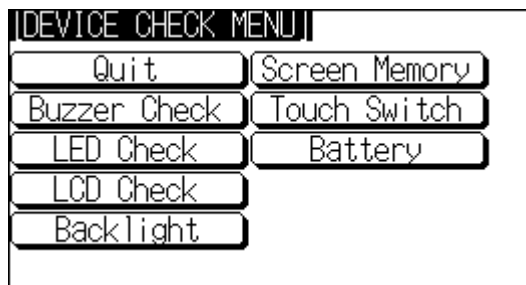 DEVICE CHECK MENU
Quit
Screen Memory
Buzzer Check
Touch Switch
LED Check
Battery
LCD Check
Backlight